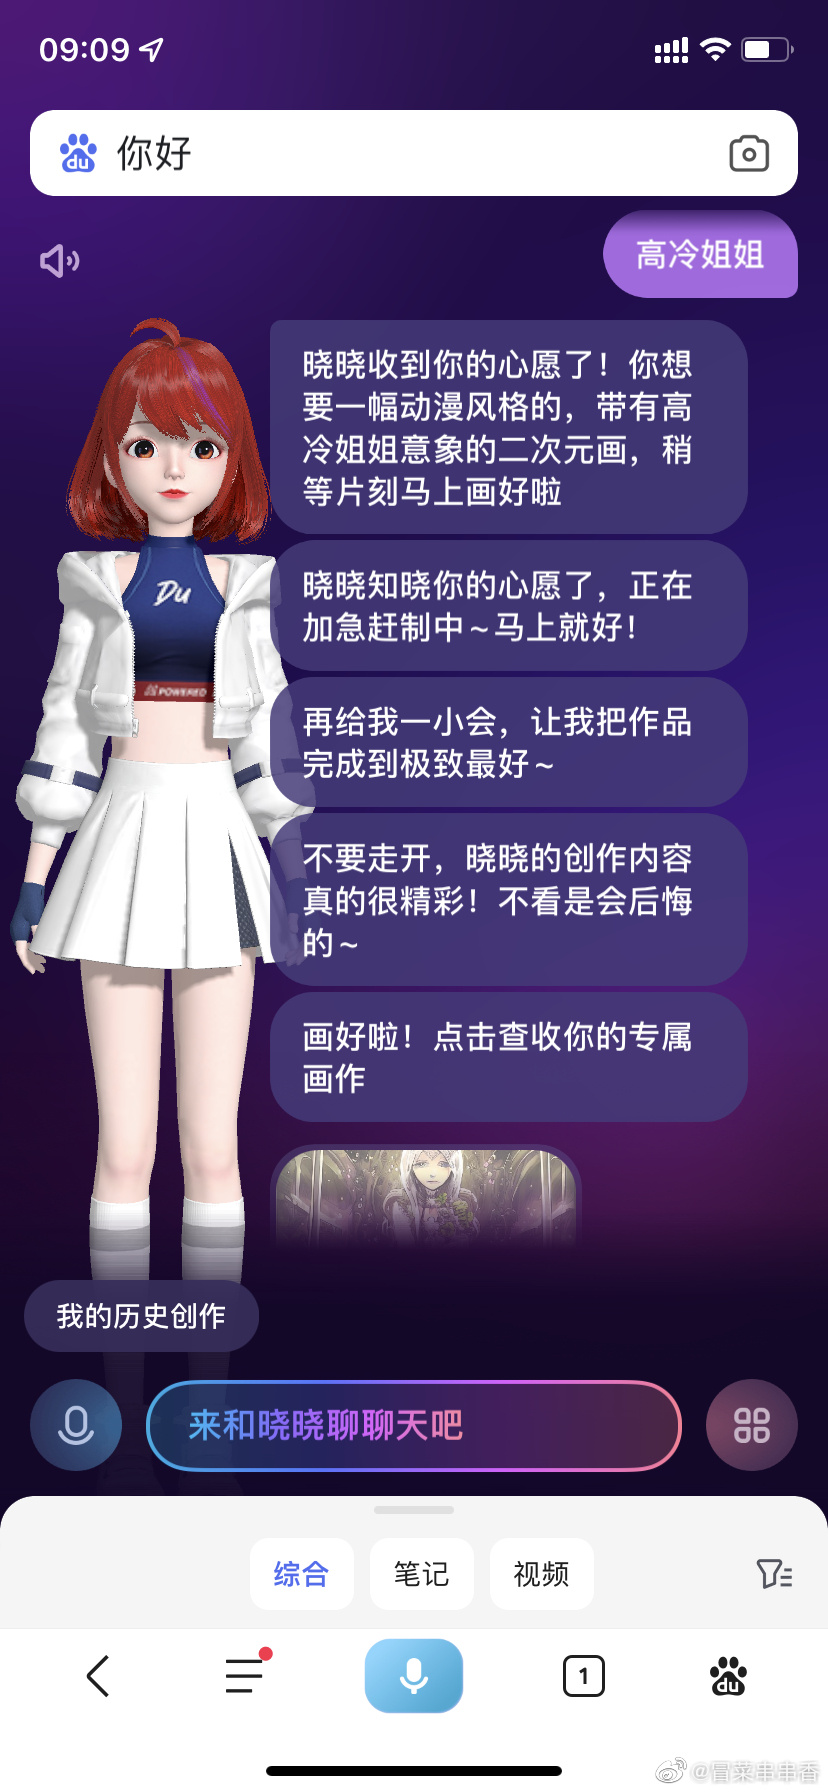 09:09
du
你好
高冷姐姐
晓晓收到你的心愿了！你想
要一幅动漫风格的，带有高
冷姐姐意象的二次元画，稍
等片刻马上画好啦
晓晓知晓你的心愿了，正在
加急赶制中~马上就好！
Du
POWERED
再给我一小会，让我把作品
完成到极致最好~
不要走开，晓晓的创作内容
真的很精彩！不看是会后悔
的~
画好啦！点击查收你的专属
画作
我的历史创作
来和晓晓聊聊天吧
综合
笔记
视频
1
du
@冒菜串串香